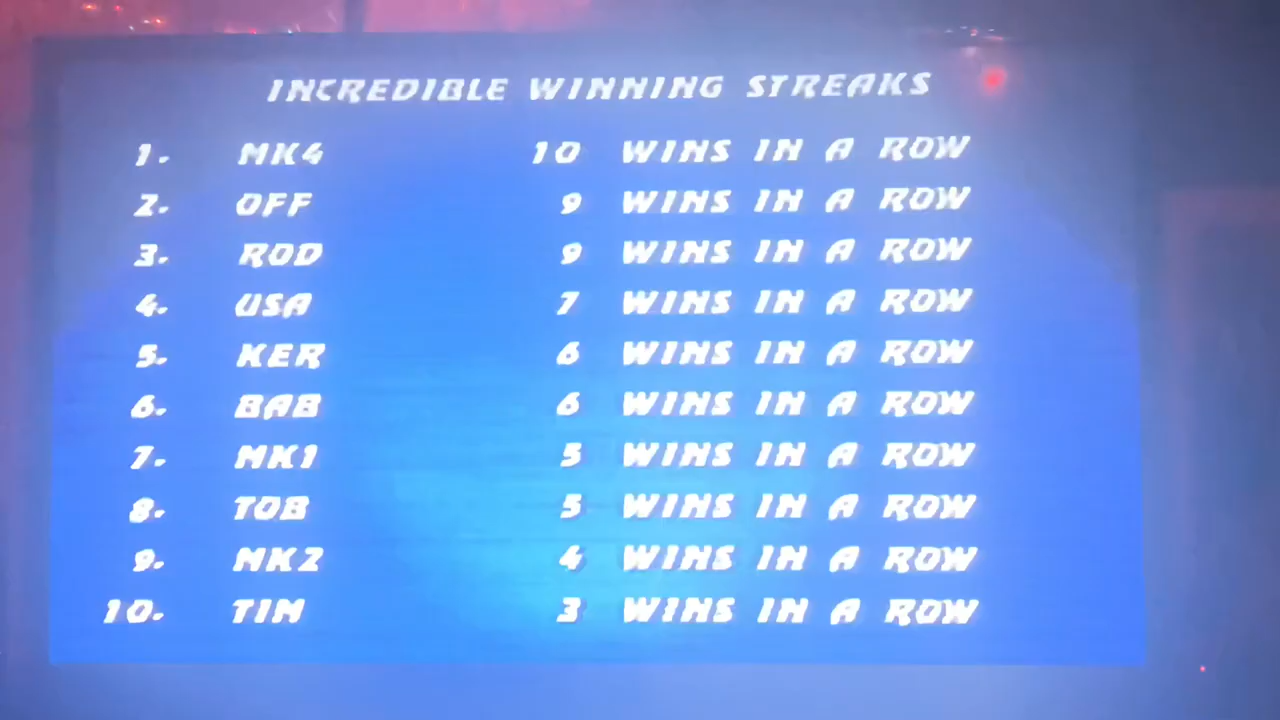 INCREDIBLE WINNING STREAKS
1. MK4 10 WINS IN A ROW
2. OFF 9 WINS IN A ROW
3. ROD 9 WINS IN A ROW
4. USA 7 WINS IN A ROW
5. KER 6 WINS IN A ROW
6. BAB 6 WINS IN A ROW
7. MK1 5 WINS IN A ROW
8. TOB 5 WINS IN A ROW
9. MK2 4 WINS IN A ROW
10. TIM 3 WINS IN A ROW